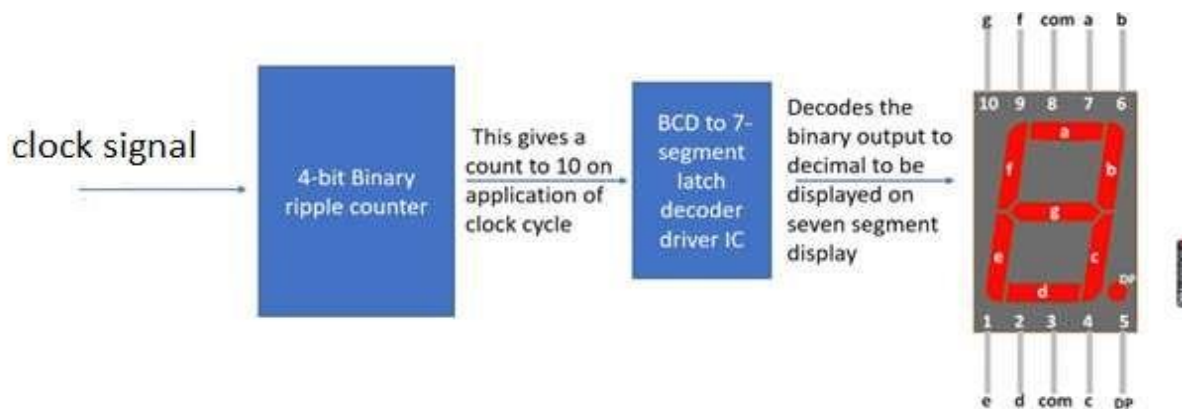 clock signal
4-bit Binary
ripple counter
This gives a
count to 10 on
application of
clock cycle
BCD to 7-
segment
latch
decoder
driver IC
Decodes the
binary output to
decimal to be
displayed on
seven segment
display
g f com a b
10 9 8 7 6
a
f b
g
e c
d DP
1 2 3 4 5
e d com c DP